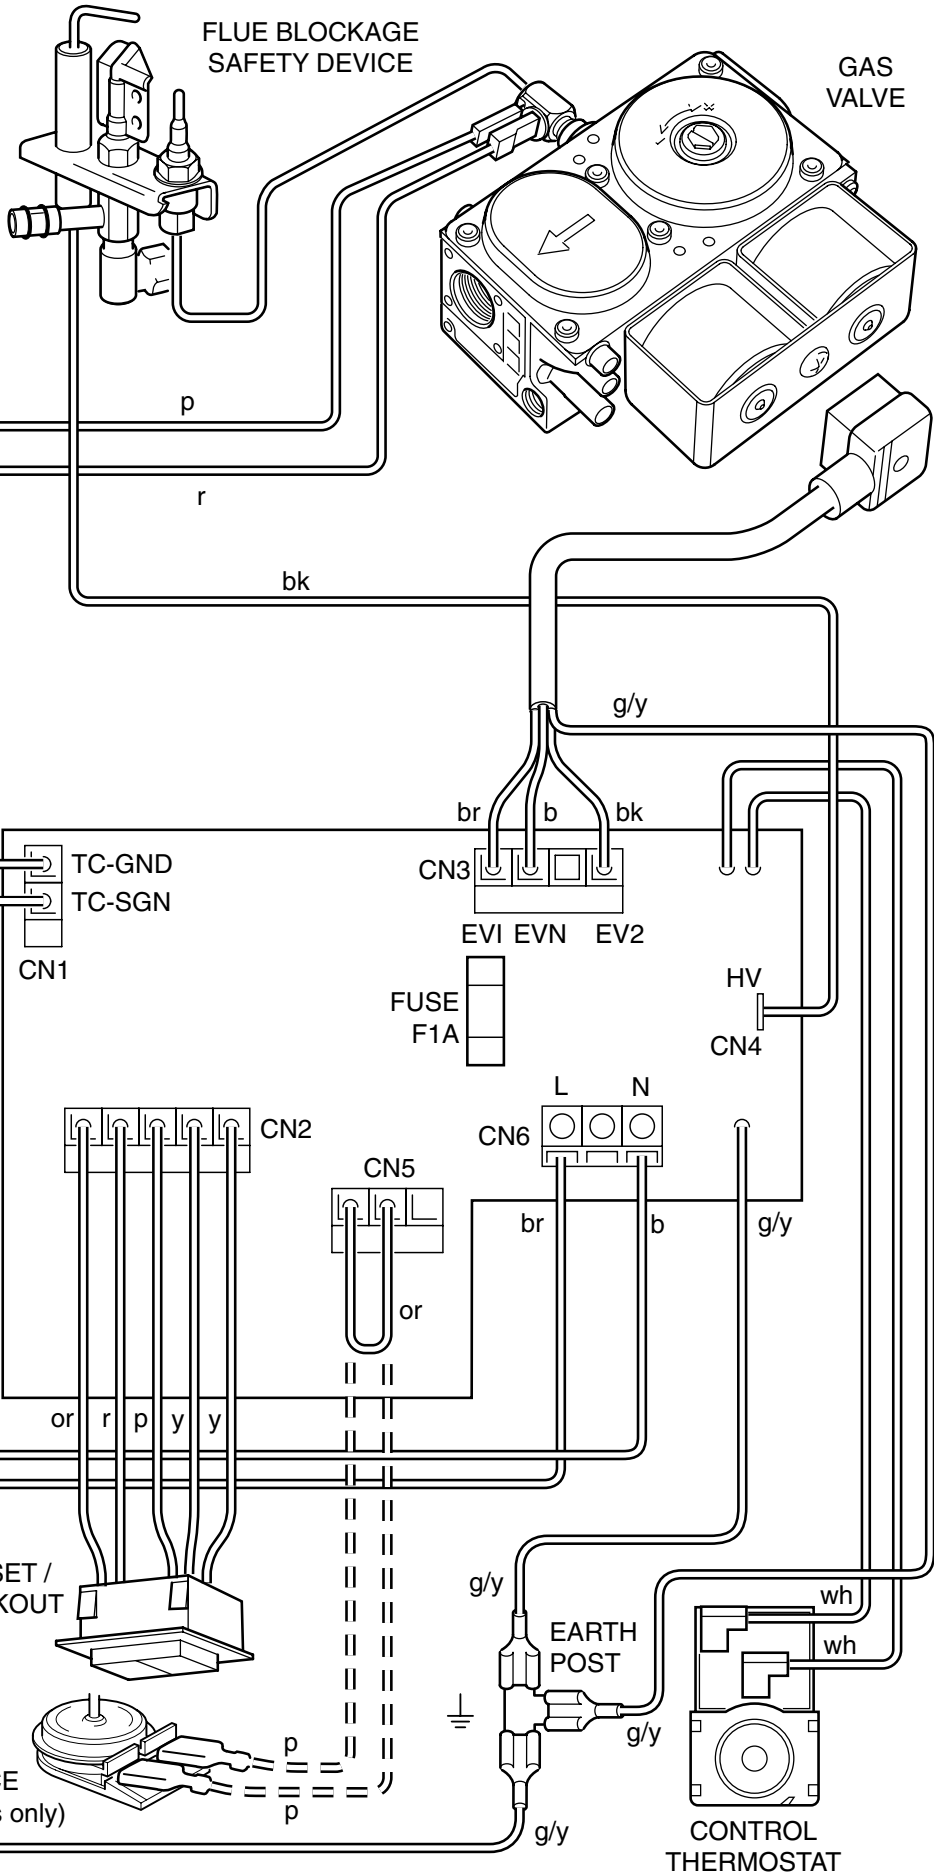 FLUE BLOCKAGE
SAFETY DEVICE
GAS
VALVE
p
r
bk
g/y
br
b
bk
TC-GND
TC-SGN
CN1
CN3
EVI
EVN
EV2
FUSE
F1A
HV
CN4
L
N
CN6
CN2
CN5
br
b
g/y
or
or
r
p
y
y
SET /
KOUT
g/y
EARTH
POST
g/y
wh
wh
p
p
CE
s only)
g/y
CONTROL
THERMOSTAT